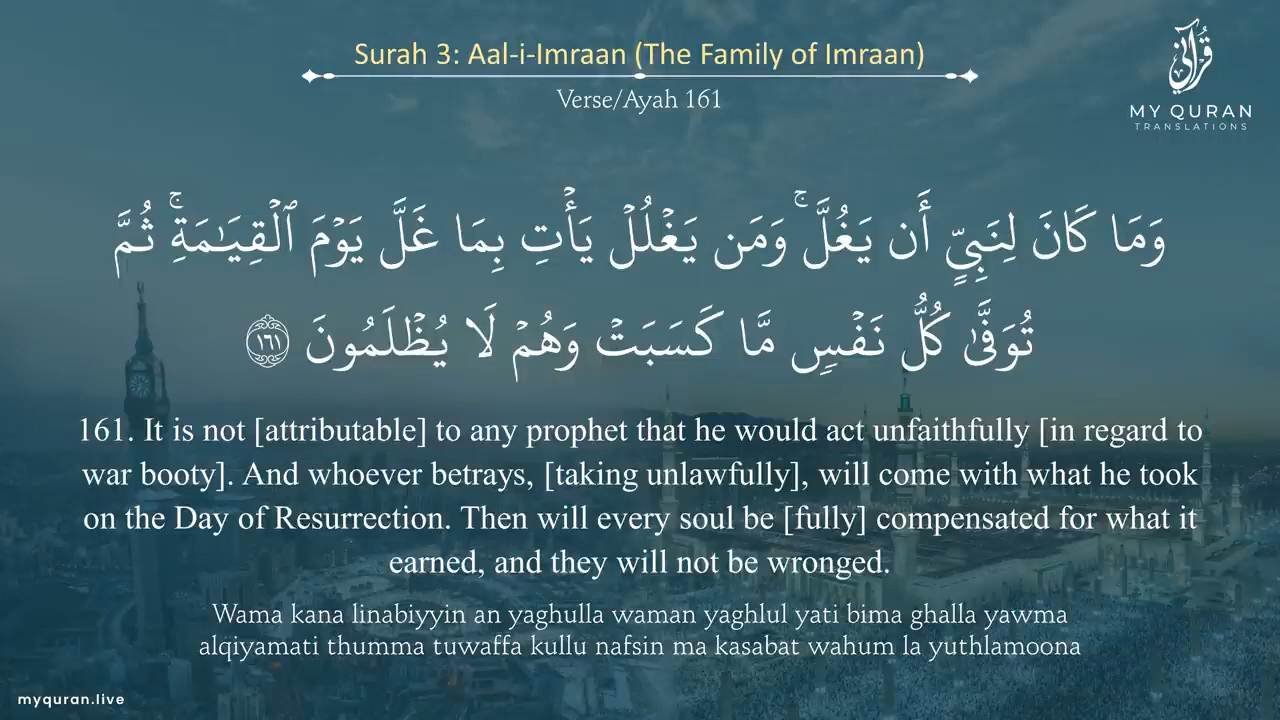 Surah 3: Aal-i-Imraan (The Family of Imraan)
Verse/Ayah 161
قرآني
MY QURAN
TRANSLATIONS
وَمَا كَانَ لِنَبِيٍّ أَن يَغُلَّ ۚ وَمَن يَغْلُلْ يَأْتِ بِمَا غَلَّ يَوْمَ ٱلْقِيَـٰمَةِ ۚ ثُمَّ
تُوَفَّىٰ كُلُّ نَفْسٍ مَّا كَسَبَتْ وَهُمْ لَا يُظْلَمُونَ ١٦١
161. It is not [attributable] to any prophet that he would act unfaithfully [in regard to
war booty]. And whoever betrays, [taking unlawfully], will come with what he took
on the Day of Resurrection. Then will every soul be [fully] compensated for what it
earned, and they will not be wronged.
Wama kana linabiyyin an yaghulla waman yaghlul yati bima ghalla yawma
alqiyamati thumma tuwaffa kullu nafsin ma kasabat wahum la yuthlamoona
myquran.live